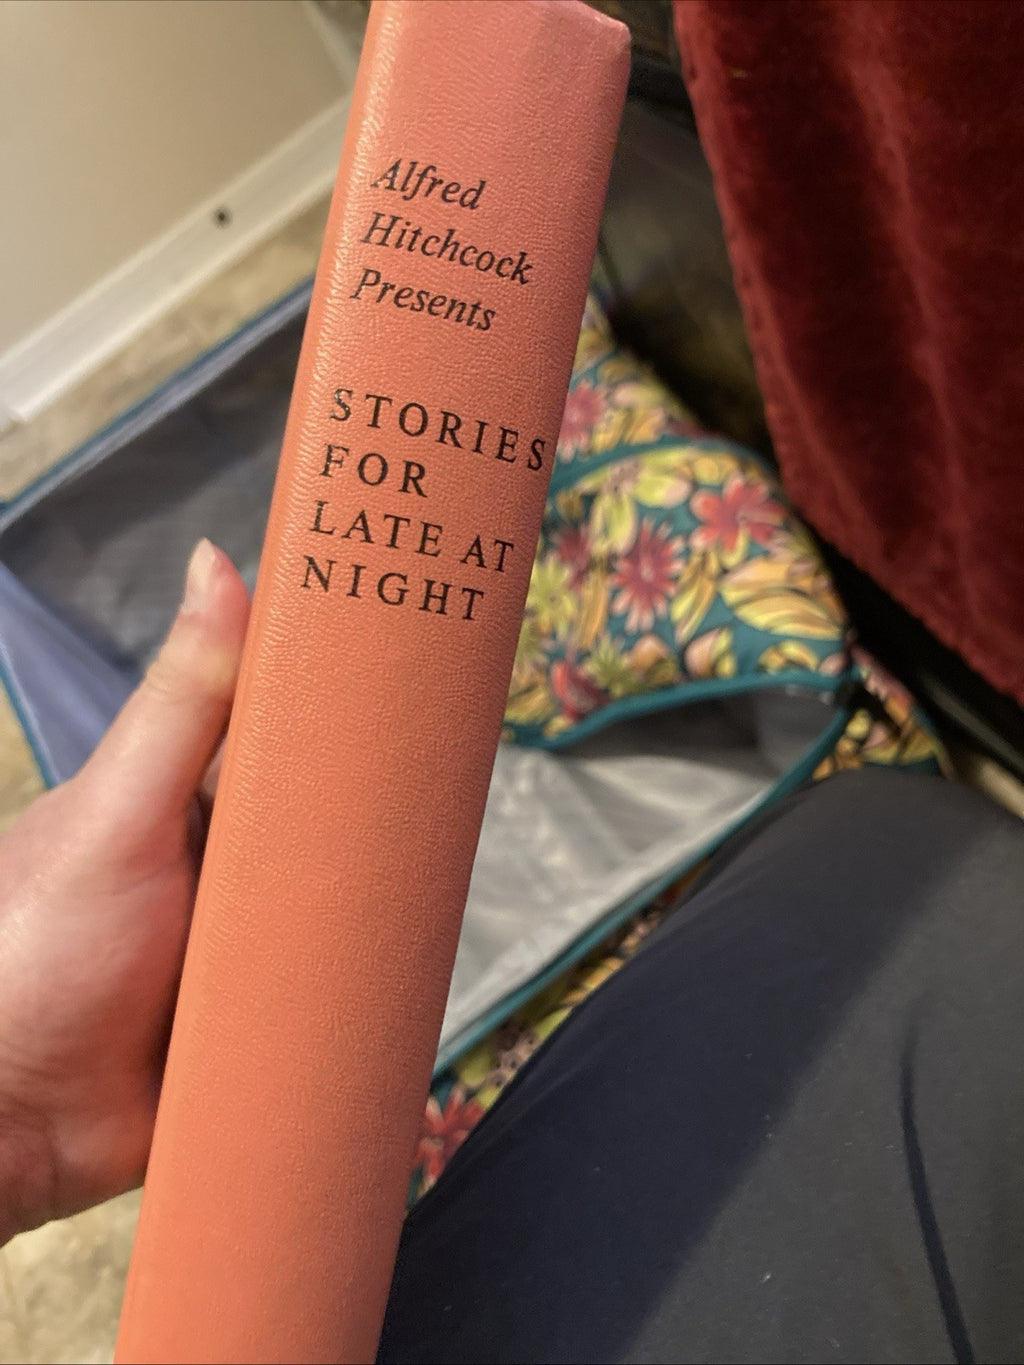 Alfred
Hitchcock
Presents
STORIES
FOR
LATE AT
NIGHT